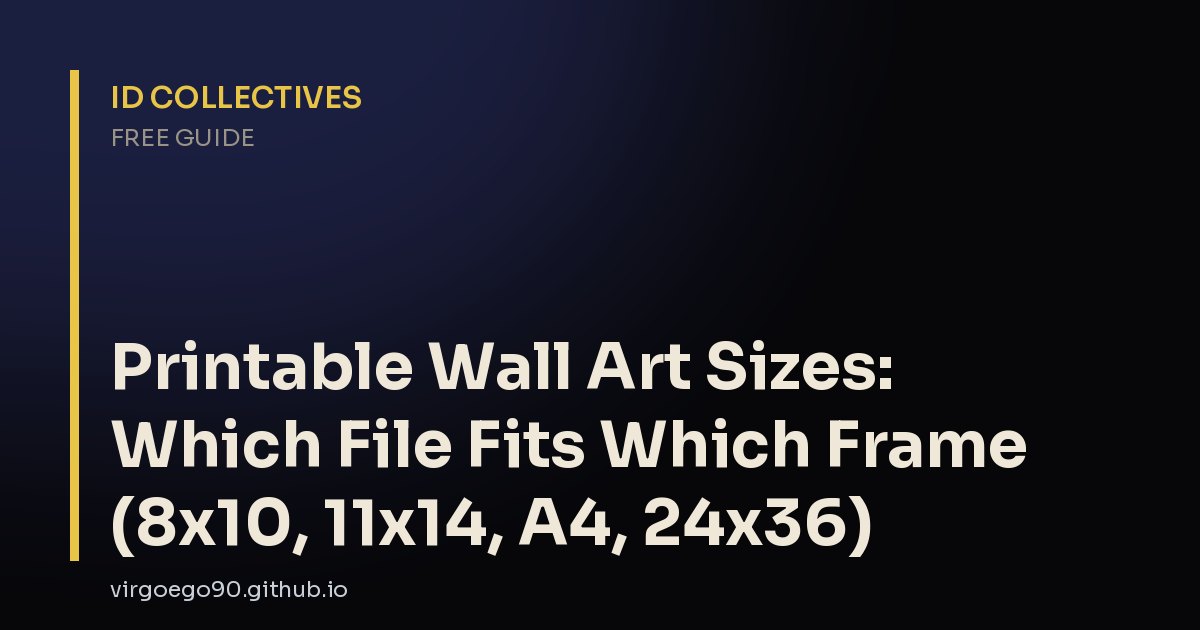 ID COLLECTIVES
FREE GUIDE
Printable Wall Art Sizes:
Which File Fits Which Frame
(8x10, 11x14, A4, 24x36)
virgoego90.github.io